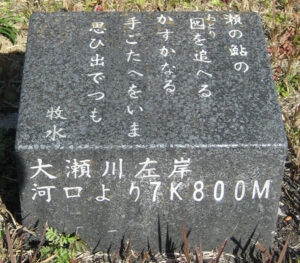 瀬の鮎の
囮を追へる
おとり
かすかなる
手ごたへをいま
思ひ出でつも
牧水
大瀬川左岸
河口より7K800M